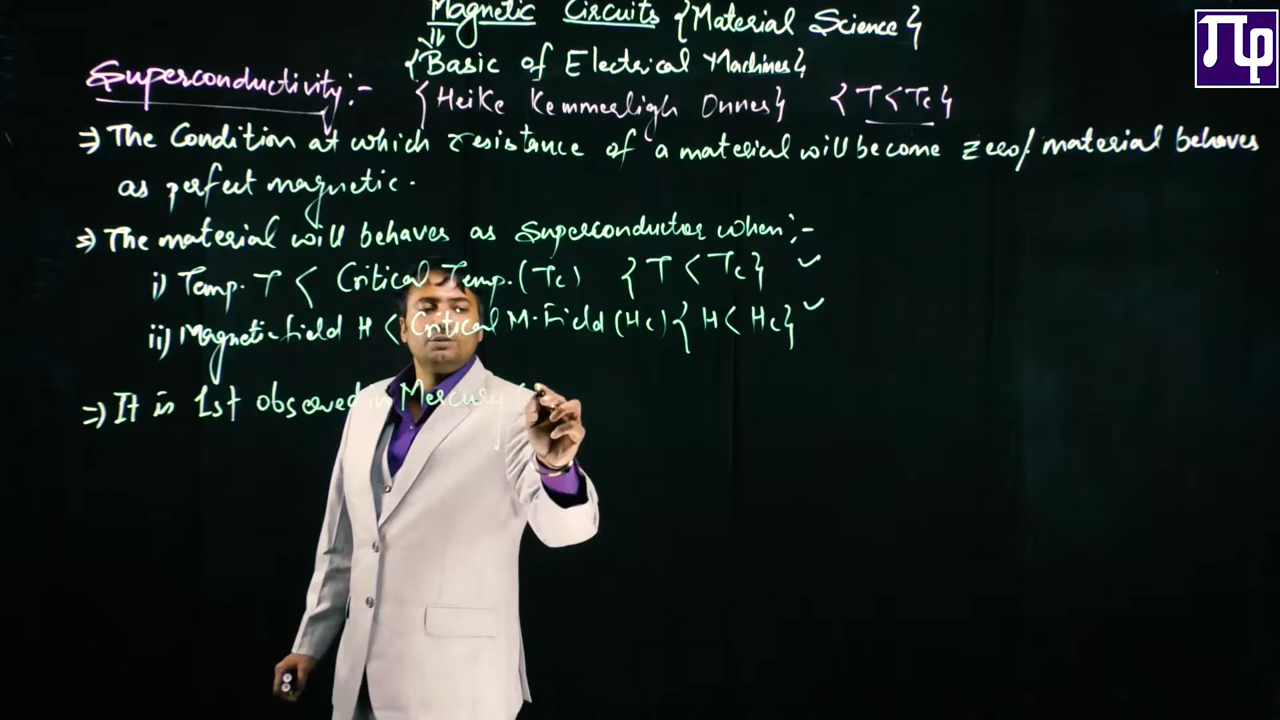 Magnetic Circuits {Material Science}
⇓
{Basic of Electrical Machines}
Superconductivity:- {Heike Kemmerligh Onnes} {T < Tc}
⇒ The Condition at which resistance of a material will become zero/material behaves
as perfect magnetic.
⇒ The material will behaves as Superconductor when:-
i) Temp. T < Critical Temp. (Tc) {T < Tc} ✓
ii) Magnetic field H < Critical M. Field (Hc) {H < Hc} ✓
⇒ It is 1st observed in Mercury (
πφ